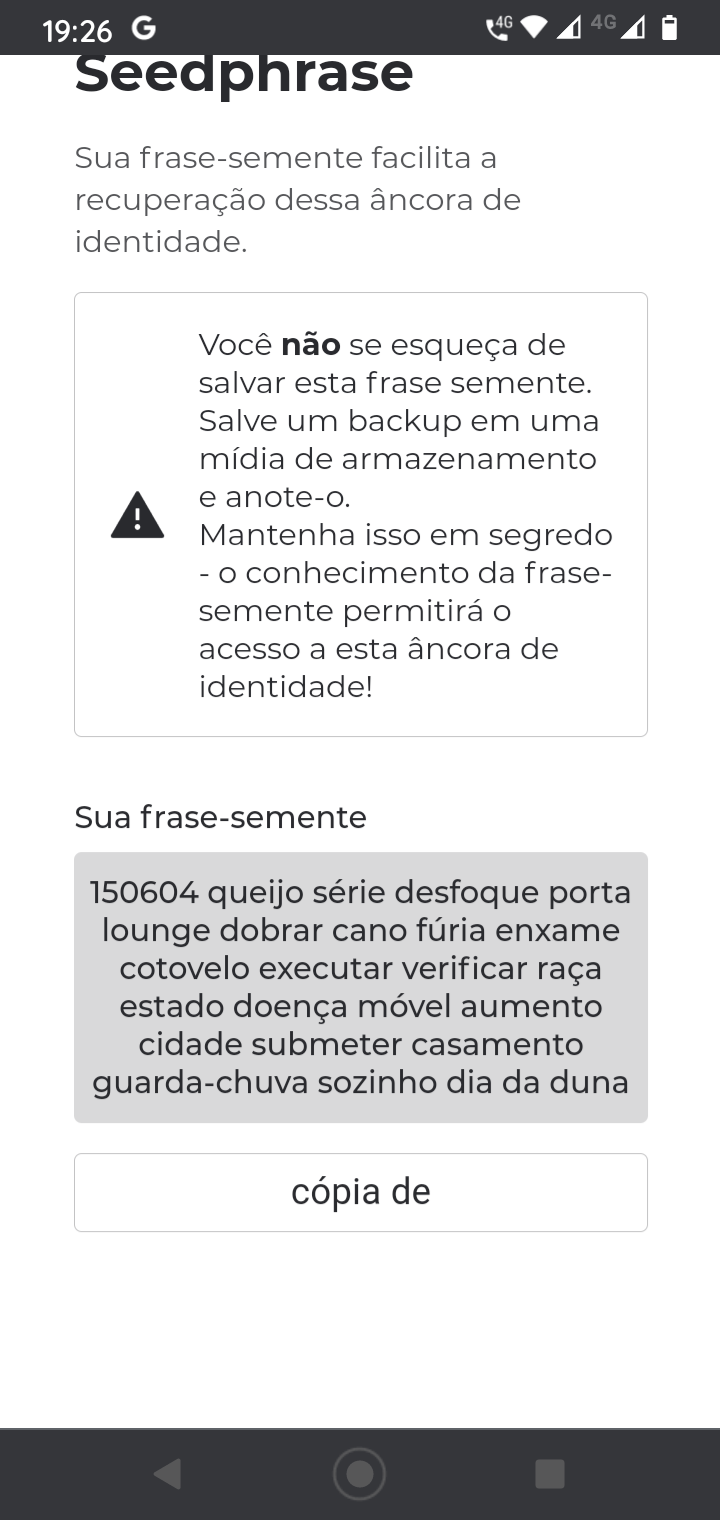 19:26
4G
4G
Seedphrase
Sua frase-semente facilita a
recuperação dessa âncora de
identidade.
Você não se esqueça de
salvar esta frase semente.
Salve um backup em uma
mídia de armazenamento
e anote-o.
Mantenha isso em segredo
- o conhecimento da frase-
semente permitirá o
acesso a esta âncora de
identidade!
Sua frase-semente
150604 queijo série desfoque porta
lounge dobrar cano fúria enxame
cotovelo executar verificar raça
estado doença móvel aumento
cidade submeter casamento
guarda-chuva sozinho dia da duna
cópia de